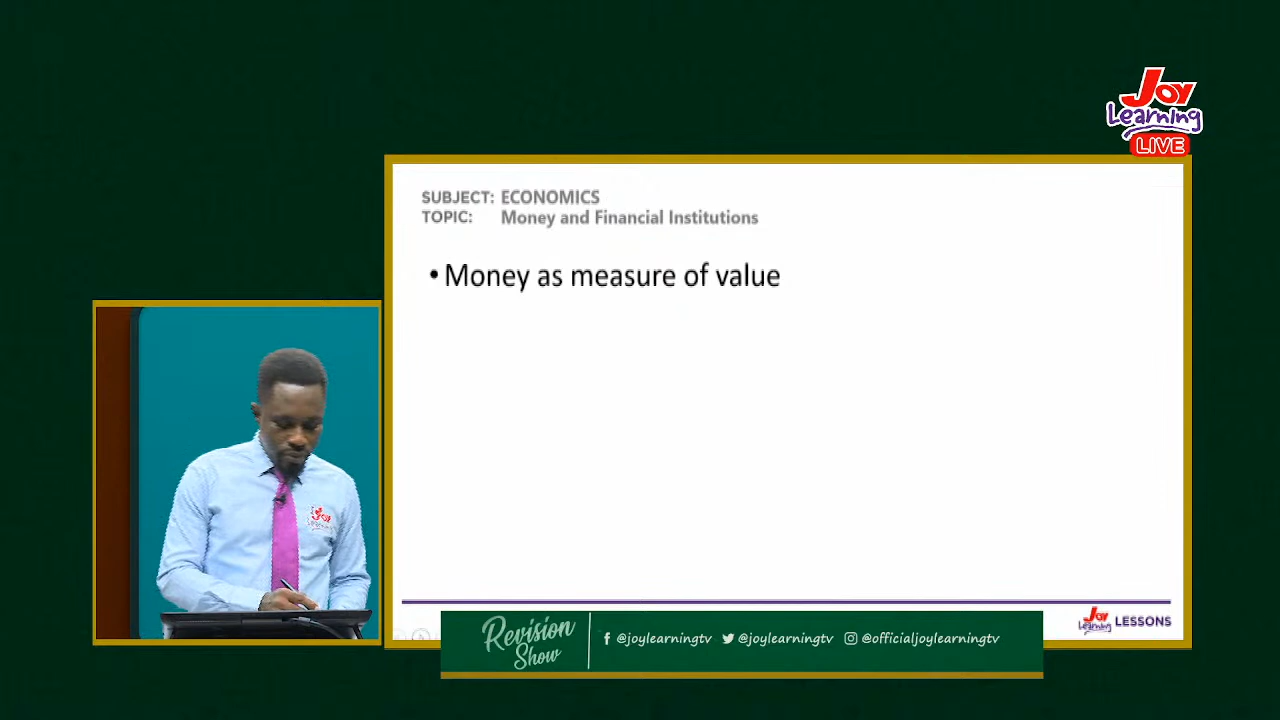 Joy
Learning
LIVE
SUBJECT: ECONOMICS
TOPIC: Money and Financial Institutions
• Money as measure of value
Joy
Joy
Learning LESSONS
Revision
Show
@joylearningtv @joylearningtv @officialjoylearningtv